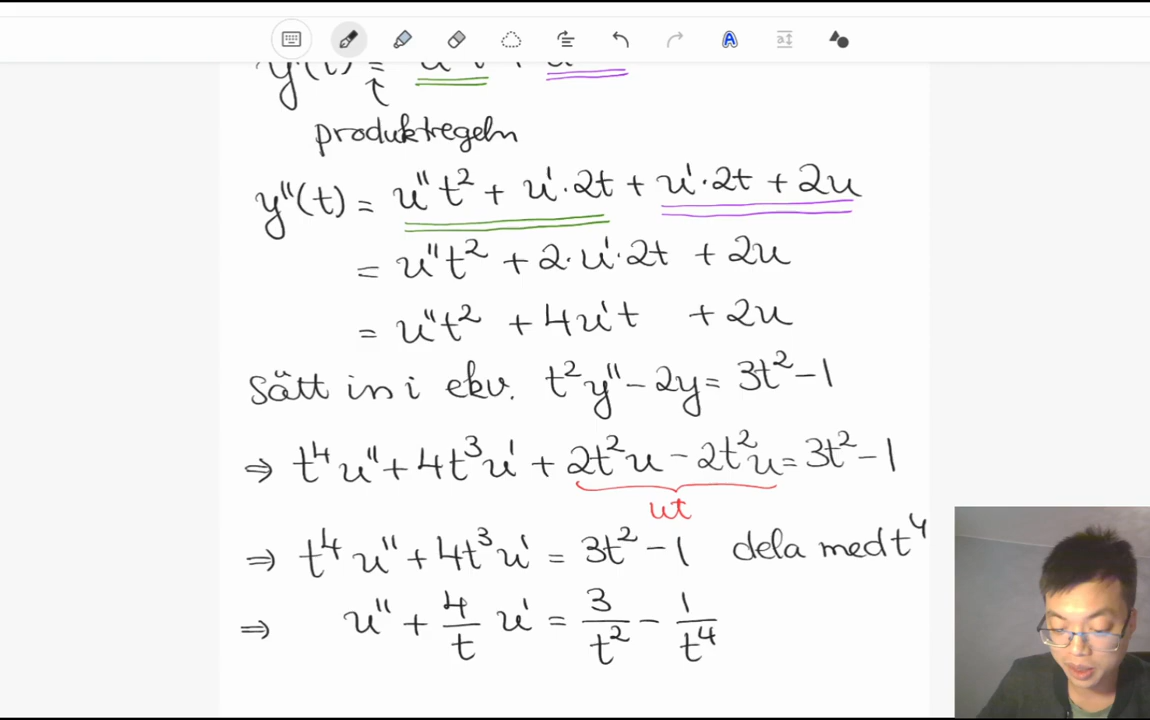 y'(t) =
produktregeln
y''(t) = u''t² + u'·2t + u'·2t + 2u
= u''t² + 2·u'·2t + 2u
= u''t² + 4u't + 2u
Sätt in i ekv. t²y'' - 2y = 3t² - 1
⇒ t⁴u'' + 4t³u' + 2t²u - 2t²u = 3t² - 1
ut
⇒ t⁴u'' + 4t³u' = 3t² - 1 dela med t⁴
⇒ u'' + 4/t u' = 3/t² - 1/t⁴